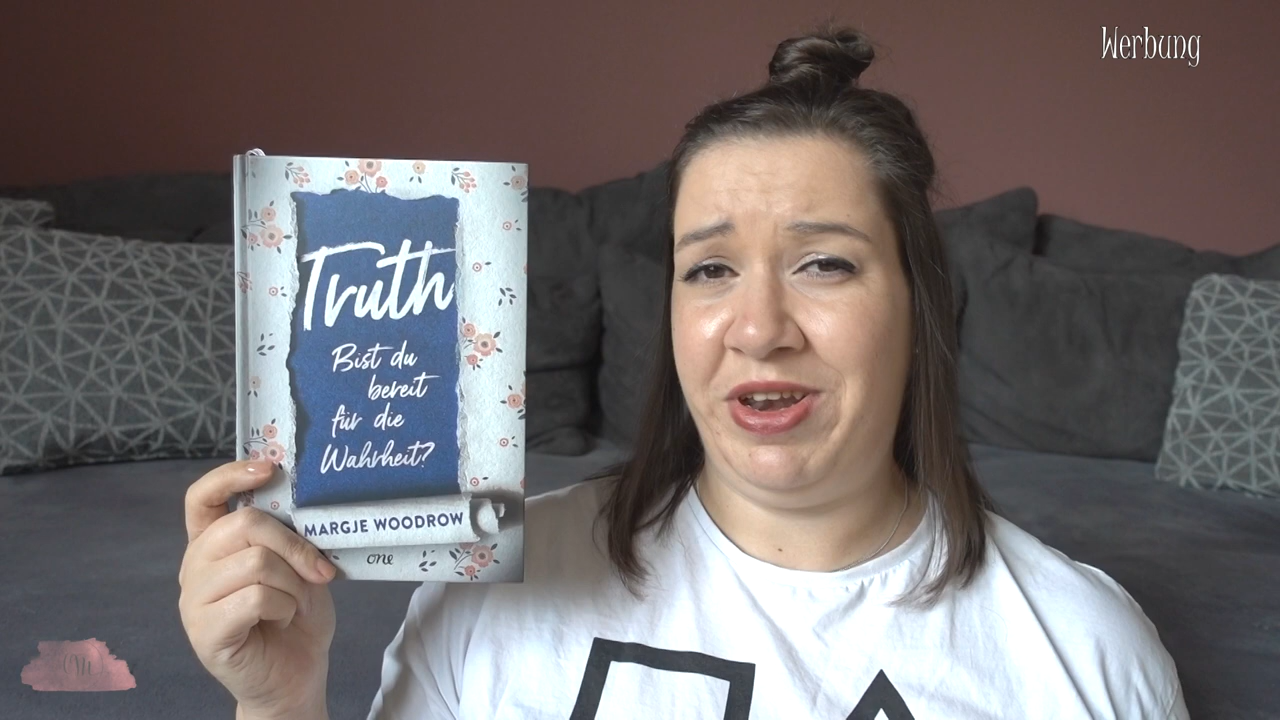 Werbung
Truth
Bist du
bereit
für die
Wahrheit?
MARGJE WOODROW
one